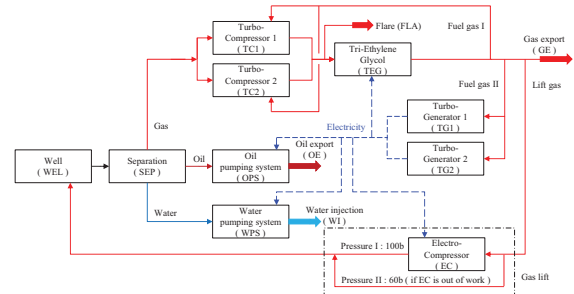 Turbo-
Compressor 1
( TC1 )
Flare (FLA)
Fuel gas I
Gas export
( GE )
Tri-Ethylene
Glycol
( TEG )
Turbo-
Compressor 2
( TC2 )
Fuel gas II
Lift gas
Turbo-
Generator 1
( TG1 )
Gas
Electricity
Turbo-
Generator 2
( TG2 )
Well
( WEL )
Separation
( SEP )
Oil
Oil
pumping system
( OPS )
Oil export
( OE )
Water
Water
pumping system
( WPS )
Water injection
( WI )
Pressure I : 100b
Electro-
Compressor
( EC )
Gas lift
Pressure II : 60b ( if EC is out of work )